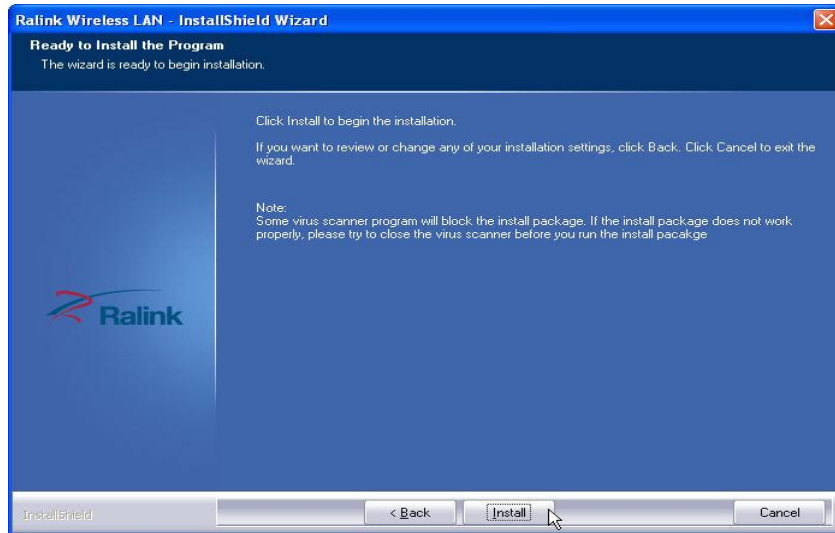 Ralink Wireless LAN - InstallShield Wizard
Ready to Install the Program
The wizard is ready to begin installation.
Click Install to begin the installation.
If you want to review or change any of your installation settings, click Back. Click Cancel to exit the
wizard.
Note:
Some virus scanner program will block the install package. If the install package does not work
properly, please try to close the virus scanner before you run the install pacakge
Ralink
InstallShield
< Back
Install
Cancel